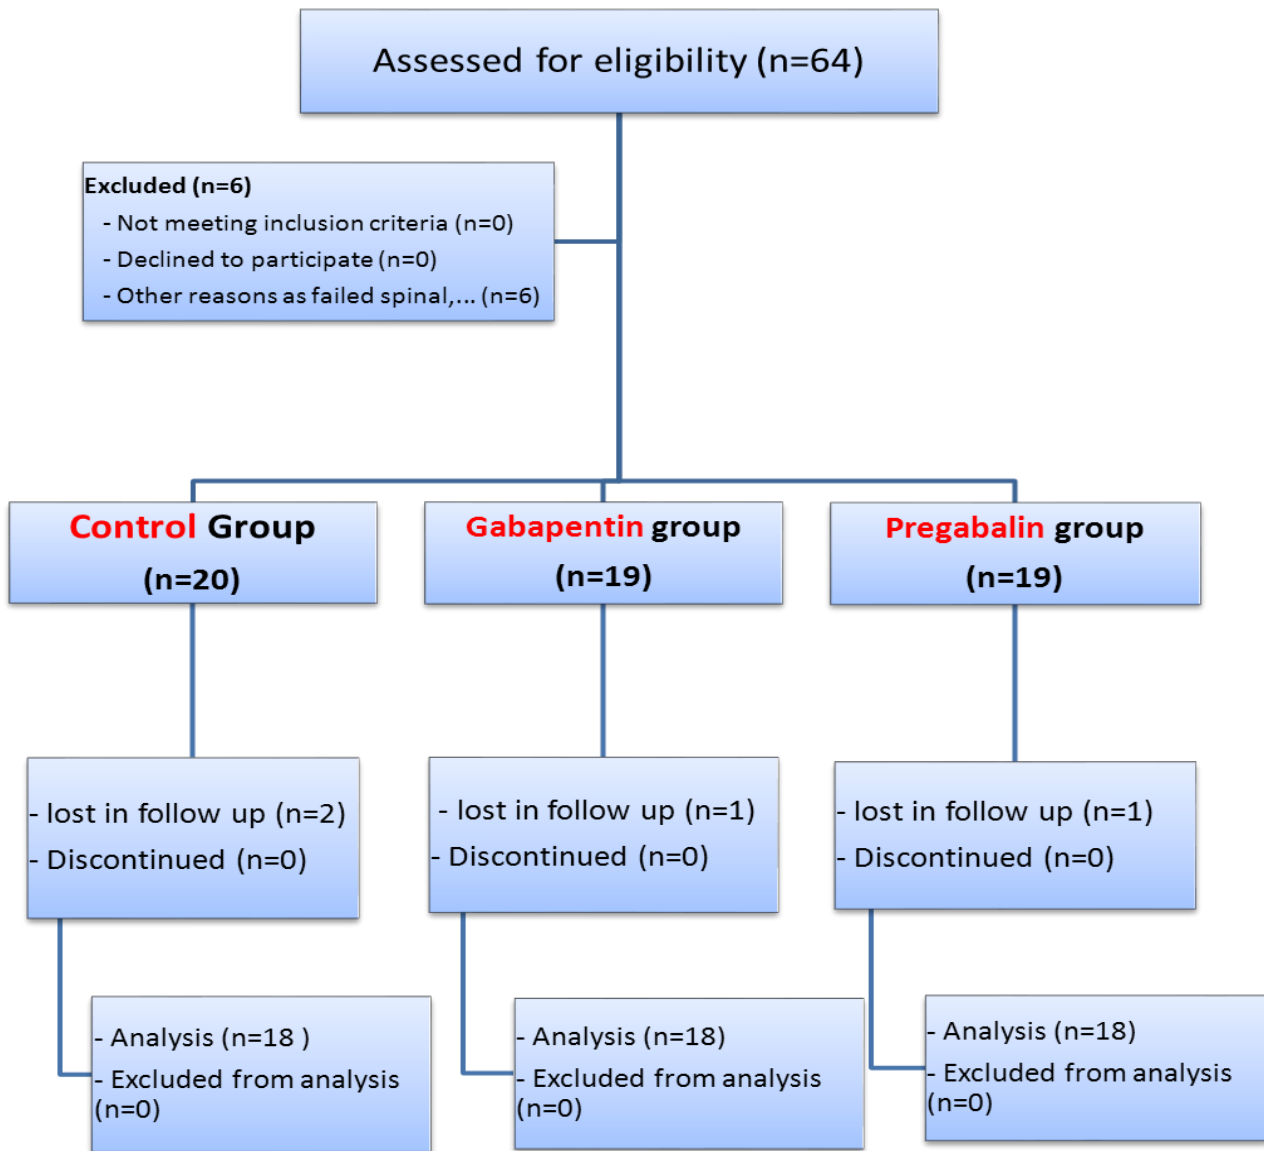 Assessed for eligibility (n=64)
Excluded (n=6)
- Not meeting inclusion criteria (n=0)
- Declined to participate (n=0)
- Other reasons as failed spinal,... (n=6)
Control Group
(n=20)
Gabapentin group
(n=19)
Pregabalin group
(n=19)
- lost in follow up (n=2)
- Discontinued (n=0)
- lost in follow up (n=1)
- Discontinued (n=0)
- lost in follow up (n=1)
- Discontinued (n=0)
- Analysis (n=18 )
- Excluded from analysis
(n=0)
- Analysis (n=18)
- Excluded from analysis
(n=0)
- Analysis (n=18)
- Excluded from analysis
(n=0)